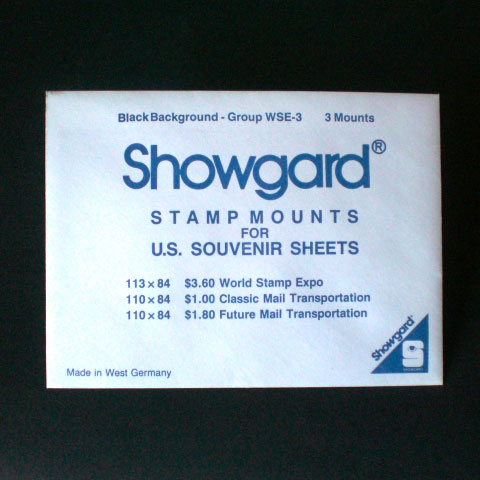 Black Background - Group WSE-3 3 Mounts
Showgard®
STAMP MOUNTS
FOR
U.S. SOUVENIR SHEETS
113 × 84 $3.60 World Stamp Expo
110 × 84 $1.00 Classic Mail Transportation
110 × 84 $1.80 Future Mail Transportation
Showgard
S
Made in West Germany